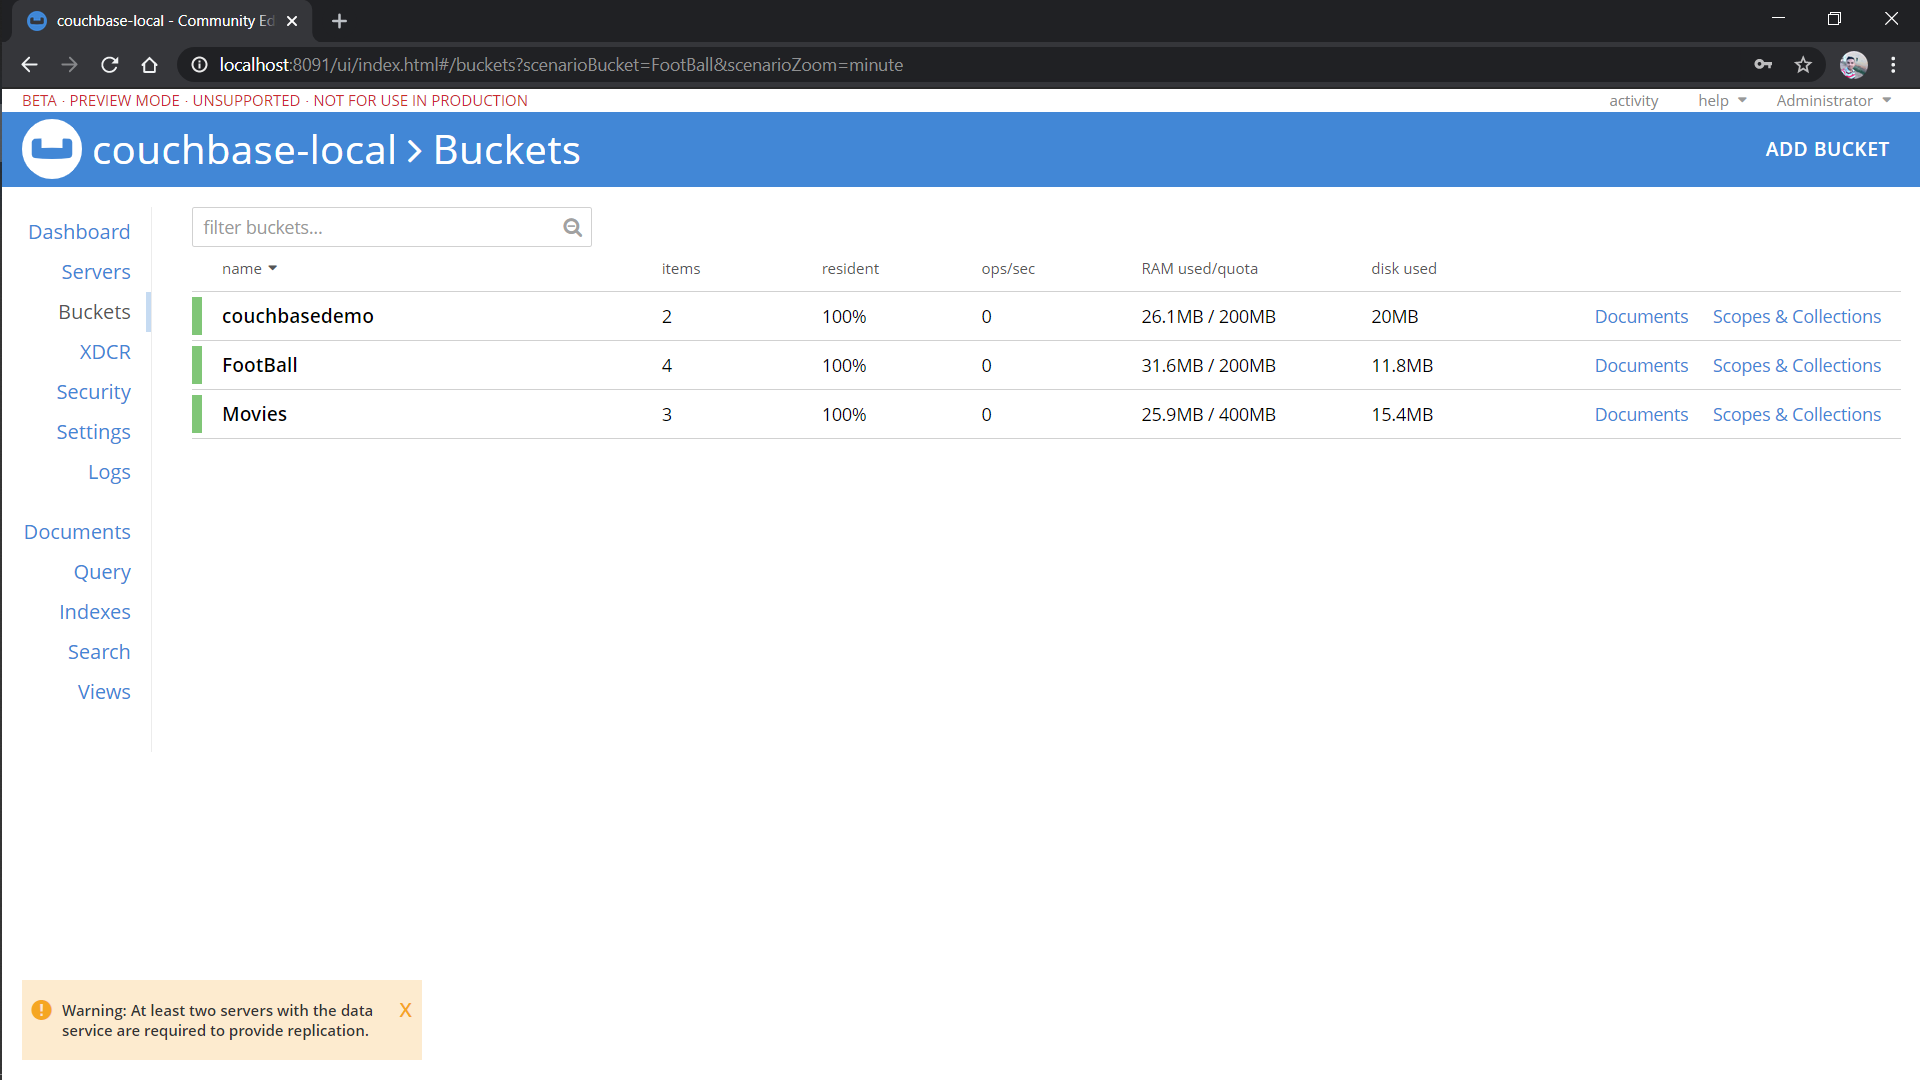 couchbase-local - Community Ed
localhost:8091/ui/index.html#/buckets?scenarioBucket=FootBall&scenarioZoom=minute
BETA · PREVIEW MODE · UNSUPPORTED · NOT FOR USE IN PRODUCTION activity help Administrator
couchbase-local > Buckets ADD BUCKET
Dashboard
Servers
Buckets
XDCR
Security
Settings
Logs
Documents
Query
Indexes
Search
Views
filter buckets...
name items resident ops/sec RAM used/quota disk used
couchbasedemo 2 100% 0 26.1MB / 200MB 20MB Documents Scopes & Collections
FootBall 4 100% 0 31.6MB / 200MB 11.8MB Documents Scopes & Collections
Movies 3 100% 0 25.9MB / 400MB 15.4MB Documents Scopes & Collections
Warning: At least two servers with the data X
service are required to provide replication.